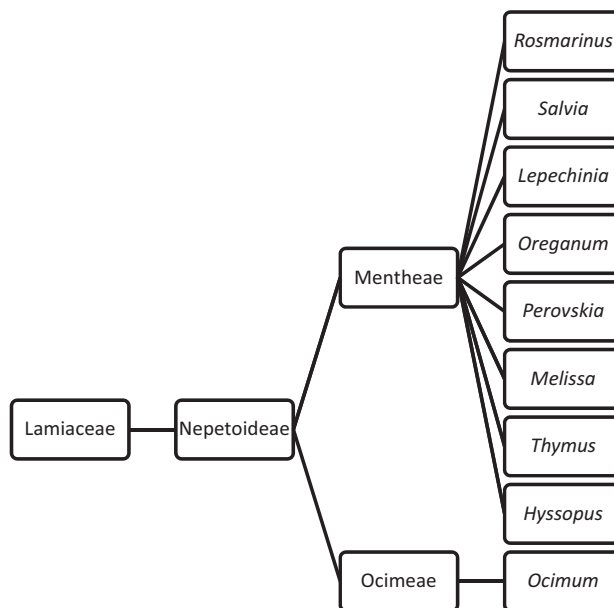 Rosmarinus
Salvia
Lepechinia
Oreganum
Mentheae
Perovskia
Melissa
Lamiaceae
Nepetoideae
Thymus
Hyssopus
Ocimeae
Ocimum